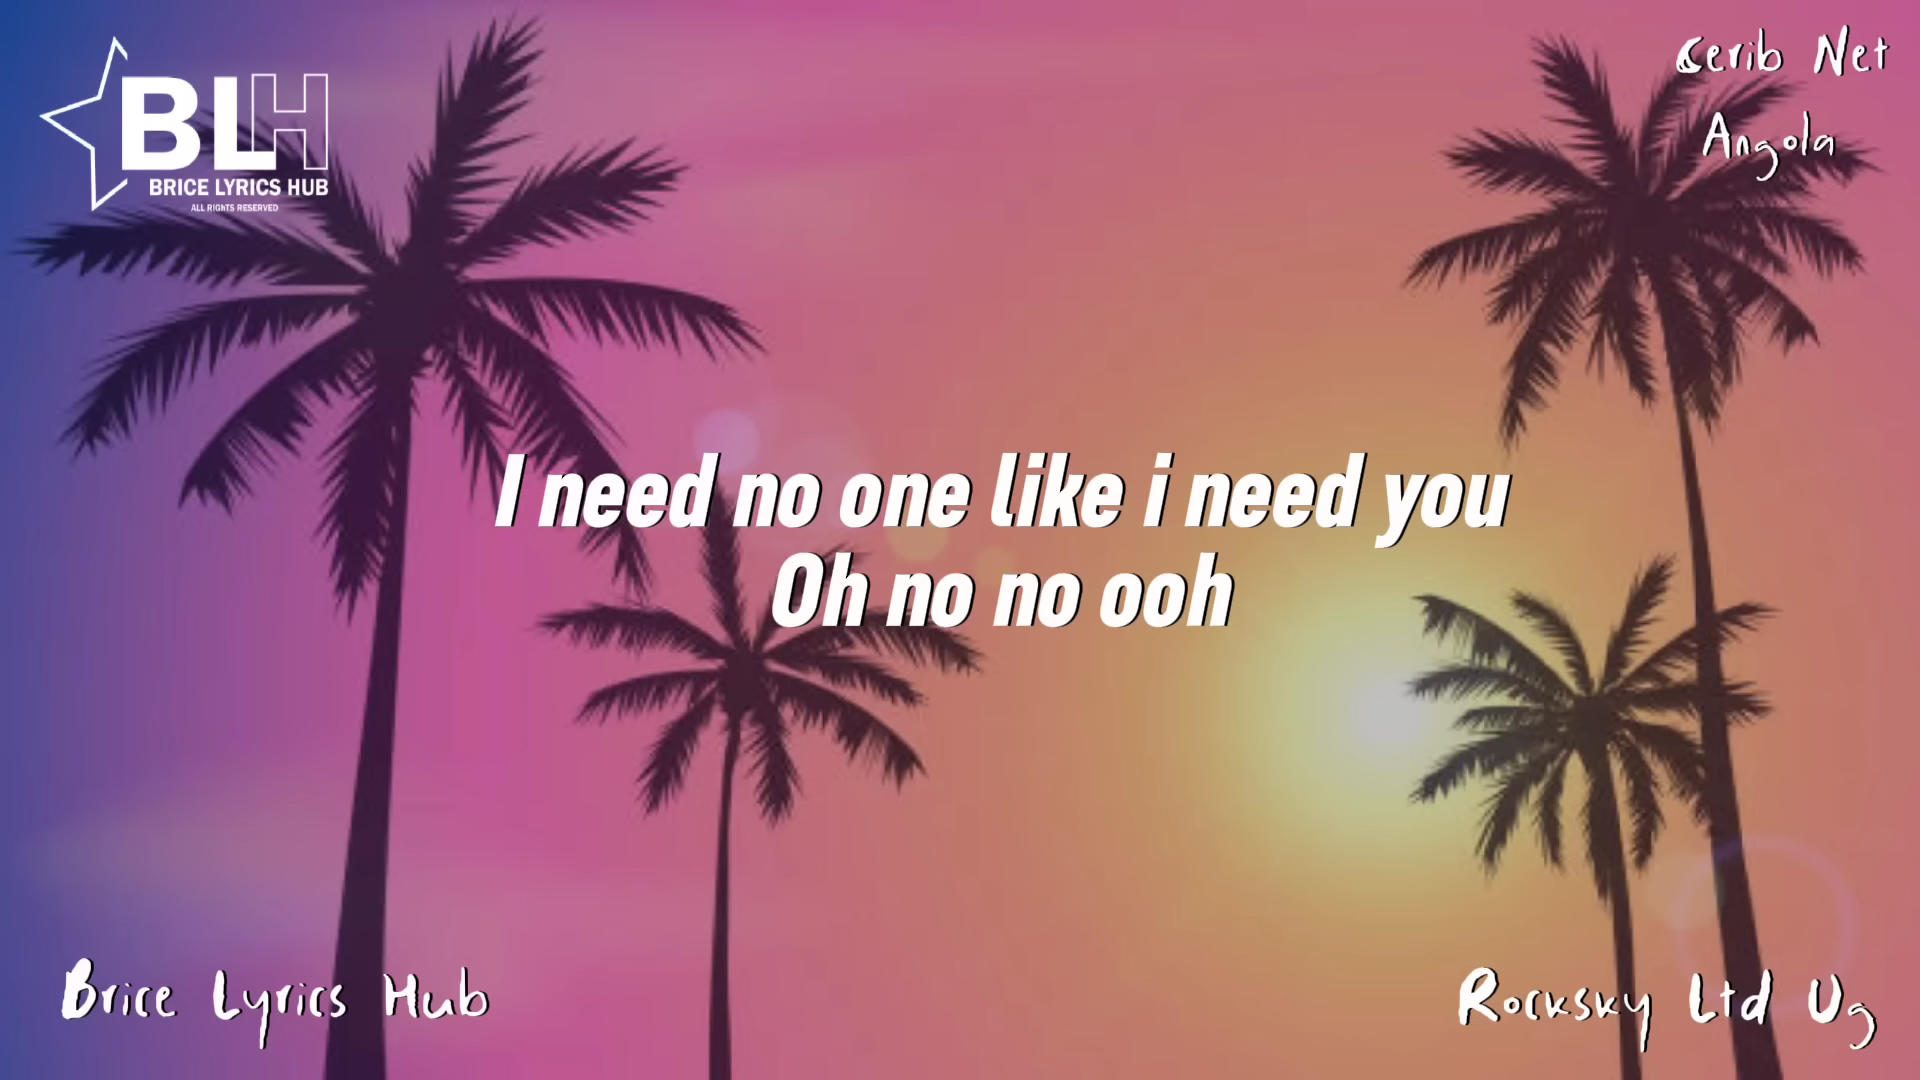 BLH
BRICE LYRICS HUB
ALL RIGHTS RESERVED
Cerib Net
Angola
I need no one like i need you
Oh no no ooh
Brice Lyrics Hub
Rocksky Ltd Ug